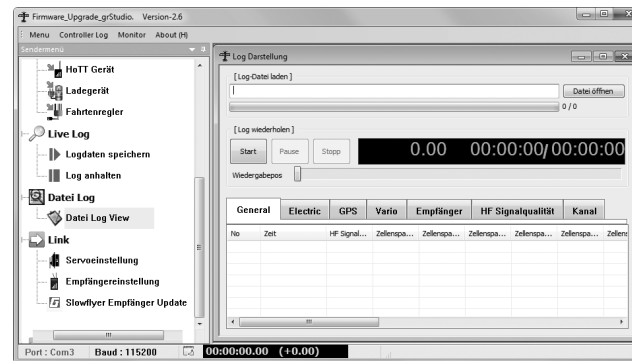 Firmware_Upgrade_grStudio. Version-2.6
Menu Controller Log Monitor About (H)
Sendermenü
HoTT Gerät
Ladegerät
Fahrtenregler
Live Log
Logdaten speichern
Log anhalten
Datei Log
Datei Log View
Link
Servoeinstellung
Empfängereinstellung
Slowflyer Empfänger Update
Log Darstellung
[ Log-Datei laden ]
Datei öffnen
0 / 0
[ Log wiederholen ]
Start Pause Stopp 0.00 00:00:00/00:00:00
Wiedergabepos
General Electric GPS Vario Empfänger HF Signalqualität Kanal
No Zeit HF Signal... Zellenspa... Zellenspa... Zellenspa... Zellenspa... Zellenspa... Zellens
Port : Com3 Baud : 115200 00:00:00.00 (+0.00)